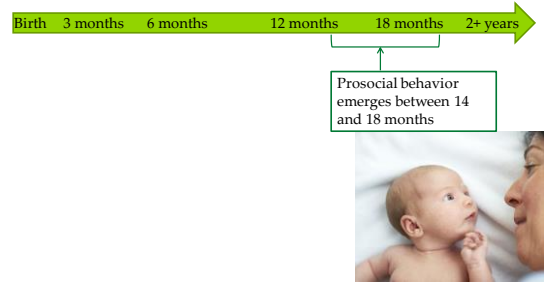 Birth 3 months 6 months 12 months 18 months 2+ years
Prosocial behavior
emerges between 14
and 18 months